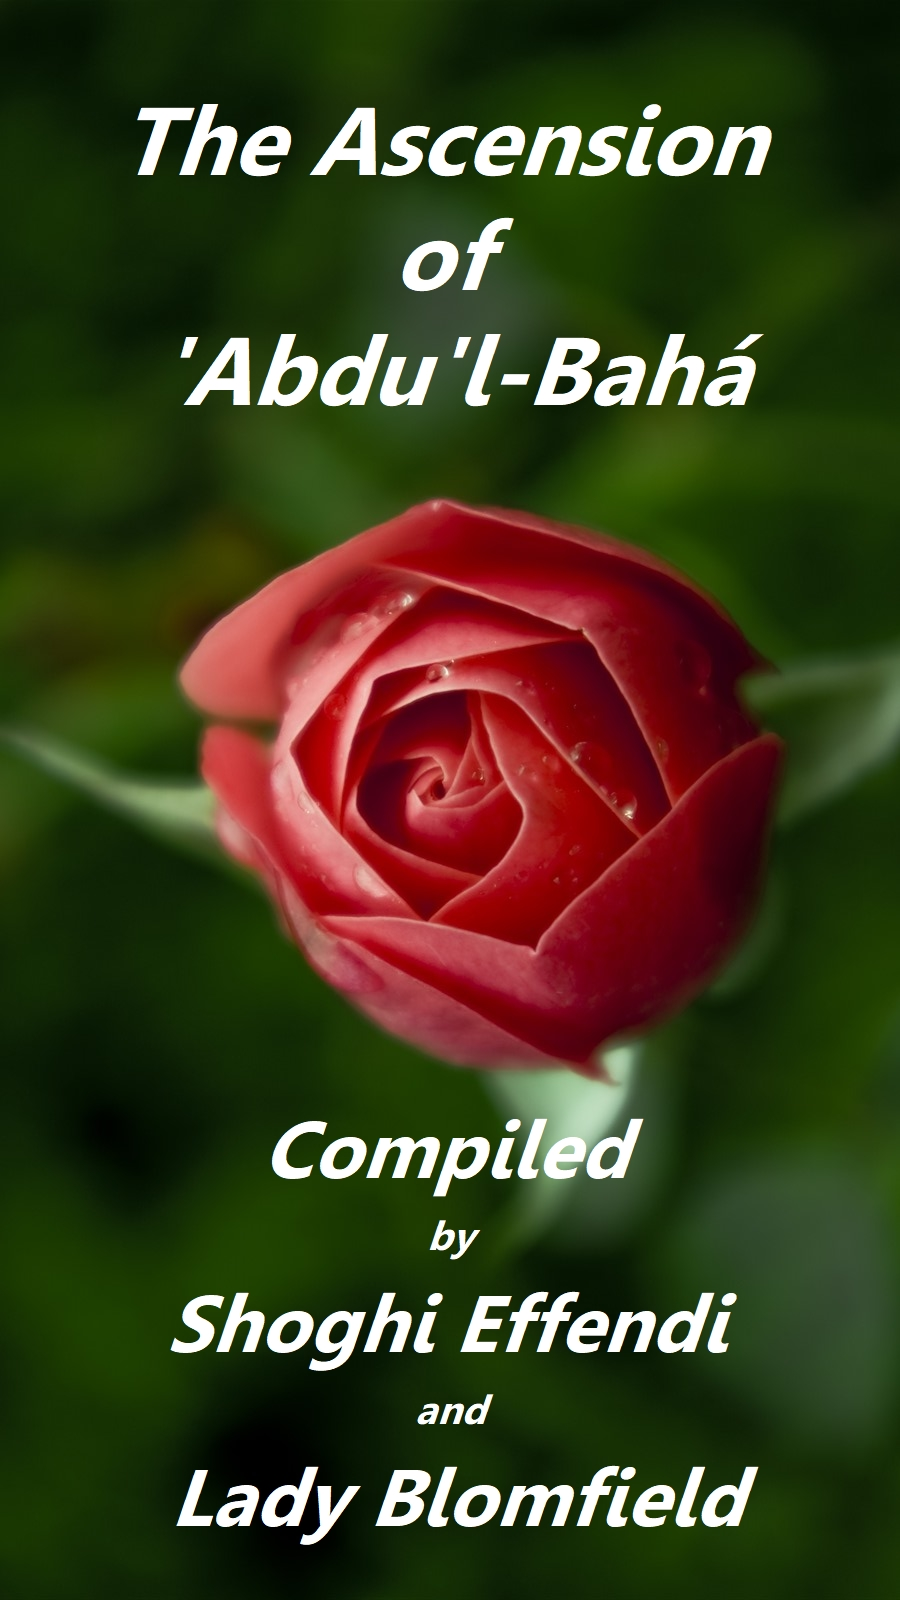 The Ascension
of
'Abdu'l-Bahá
Compiled
by
Shoghi Effendi
and
Lady Blomfield